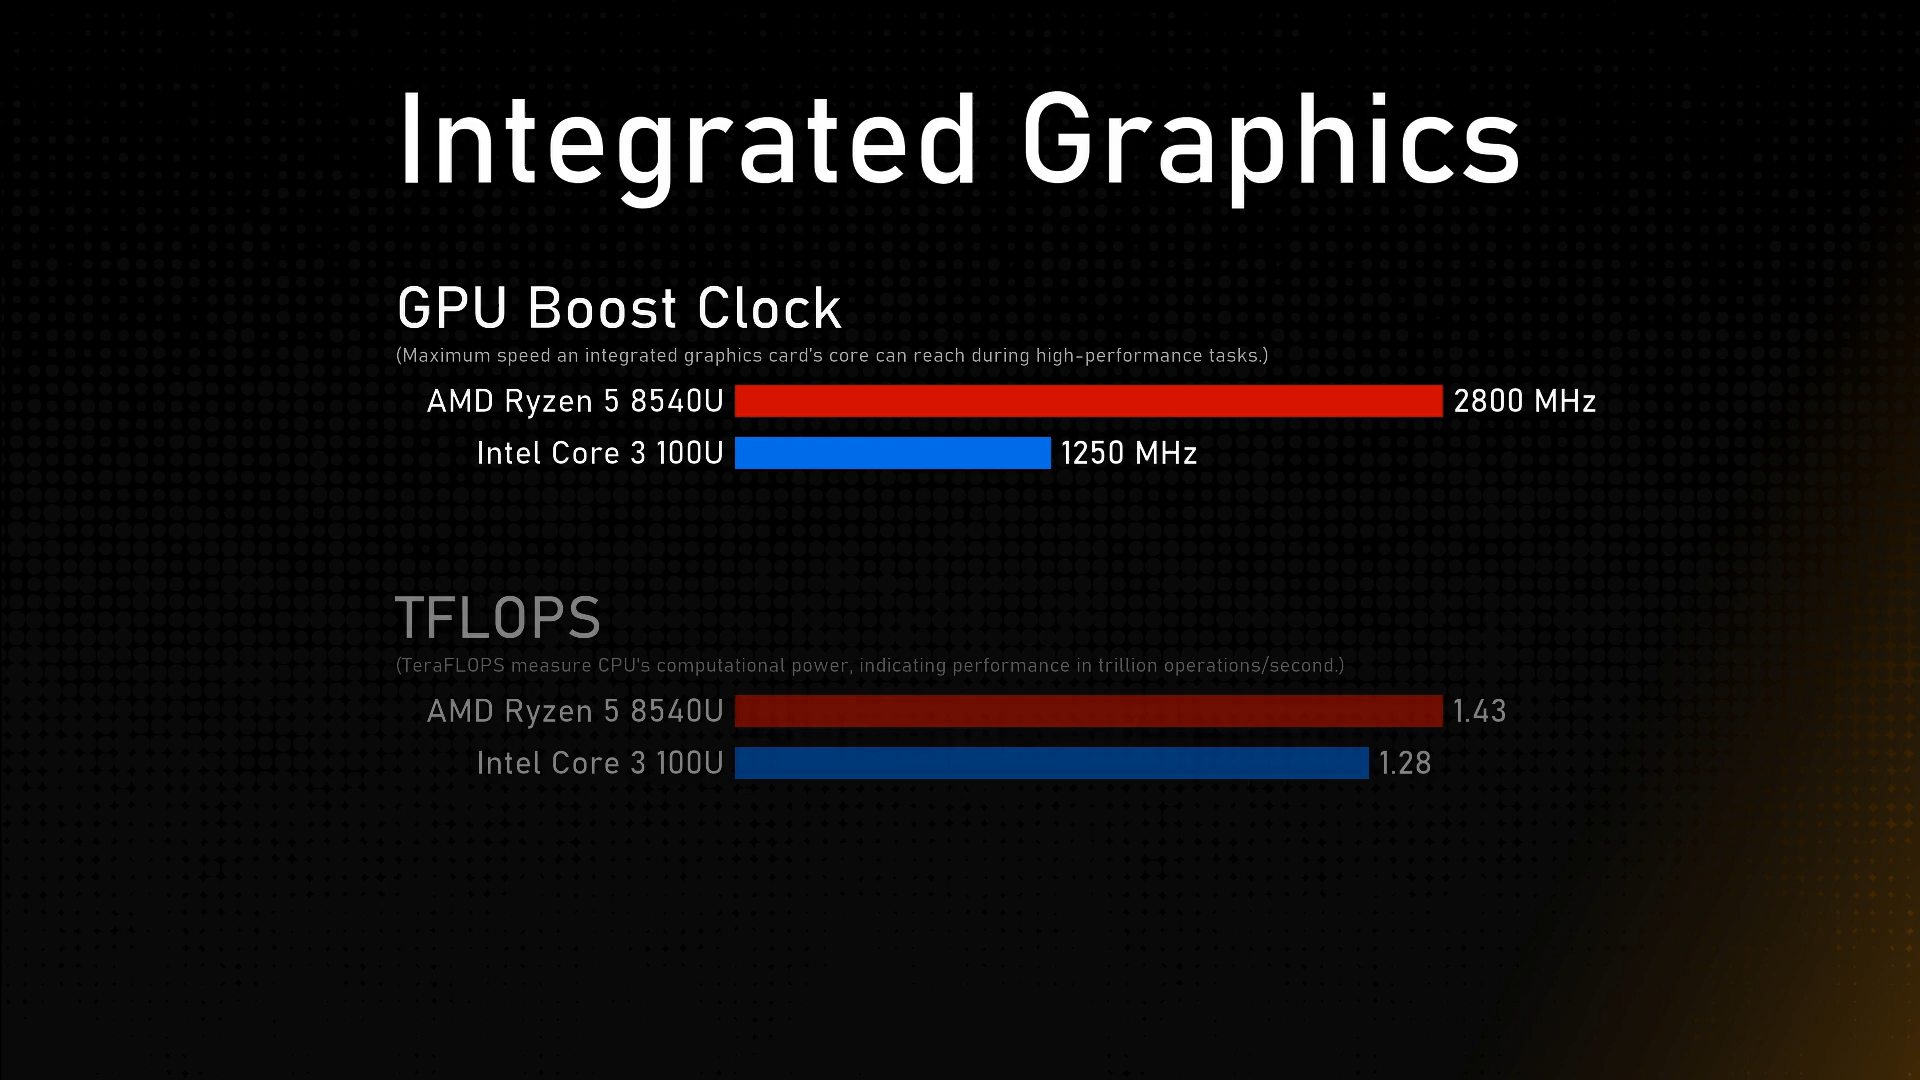 Integrated Graphics
GPU Boost Clock
(Maximum speed an integrated graphics card's core can reach during high-performance tasks.)
AMD Ryzen 5 8540U 2800 MHz
Intel Core 3 100U 1250 MHz
TFLOPS
(TeraFLOPS measure CPU's computational power, indicating performance in trillion operations/second.)
AMD Ryzen 5 8540U 1.43
Intel Core 3 100U 1.28